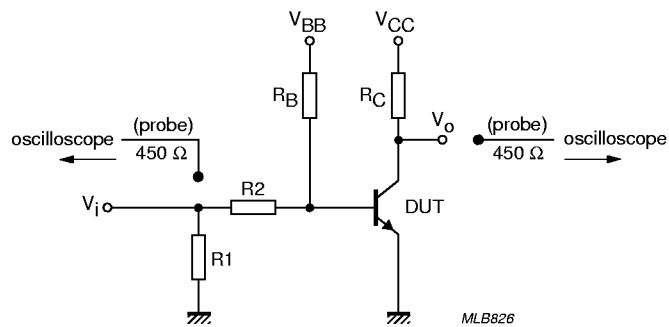 VBB
VCC
RB
RC
Vo
(probe)
oscilloscope
450 Ω
(probe)
oscilloscope
450 Ω
R2
Vi
DUT
R1
MLB826